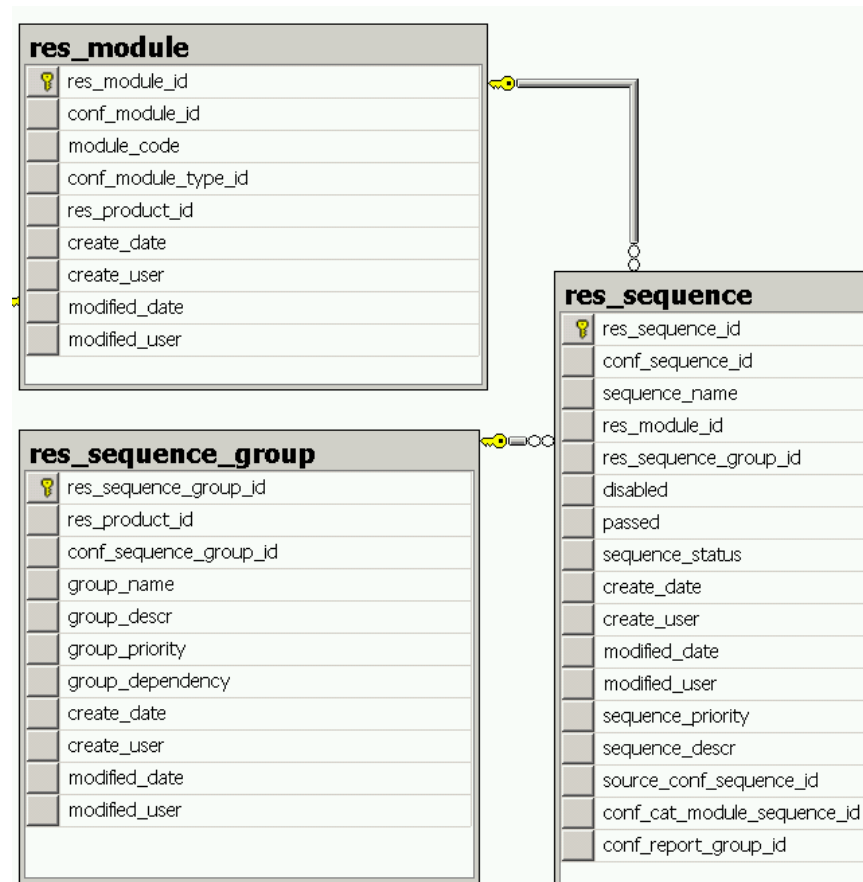 res_module
res_module_id
conf_module_id
module_code
conf_module_type_id
res_product_id
create_date
create_user
modified_date
modified_user
res_sequence_group
res_sequence_group_id
res_product_id
conf_sequence_group_id
group_name
group_descr
group_priority
group_dependency
create_date
create_user
modified_date
modified_user
res_sequence
res_sequence_id
conf_sequence_id
sequence_name
res_module_id
res_sequence_group_id
disabled
passed
sequence_status
create_date
create_user
modified_date
modified_user
sequence_priority
sequence_descr
source_conf_sequence_id
conf_cat_module_sequence_id
conf_report_group_id